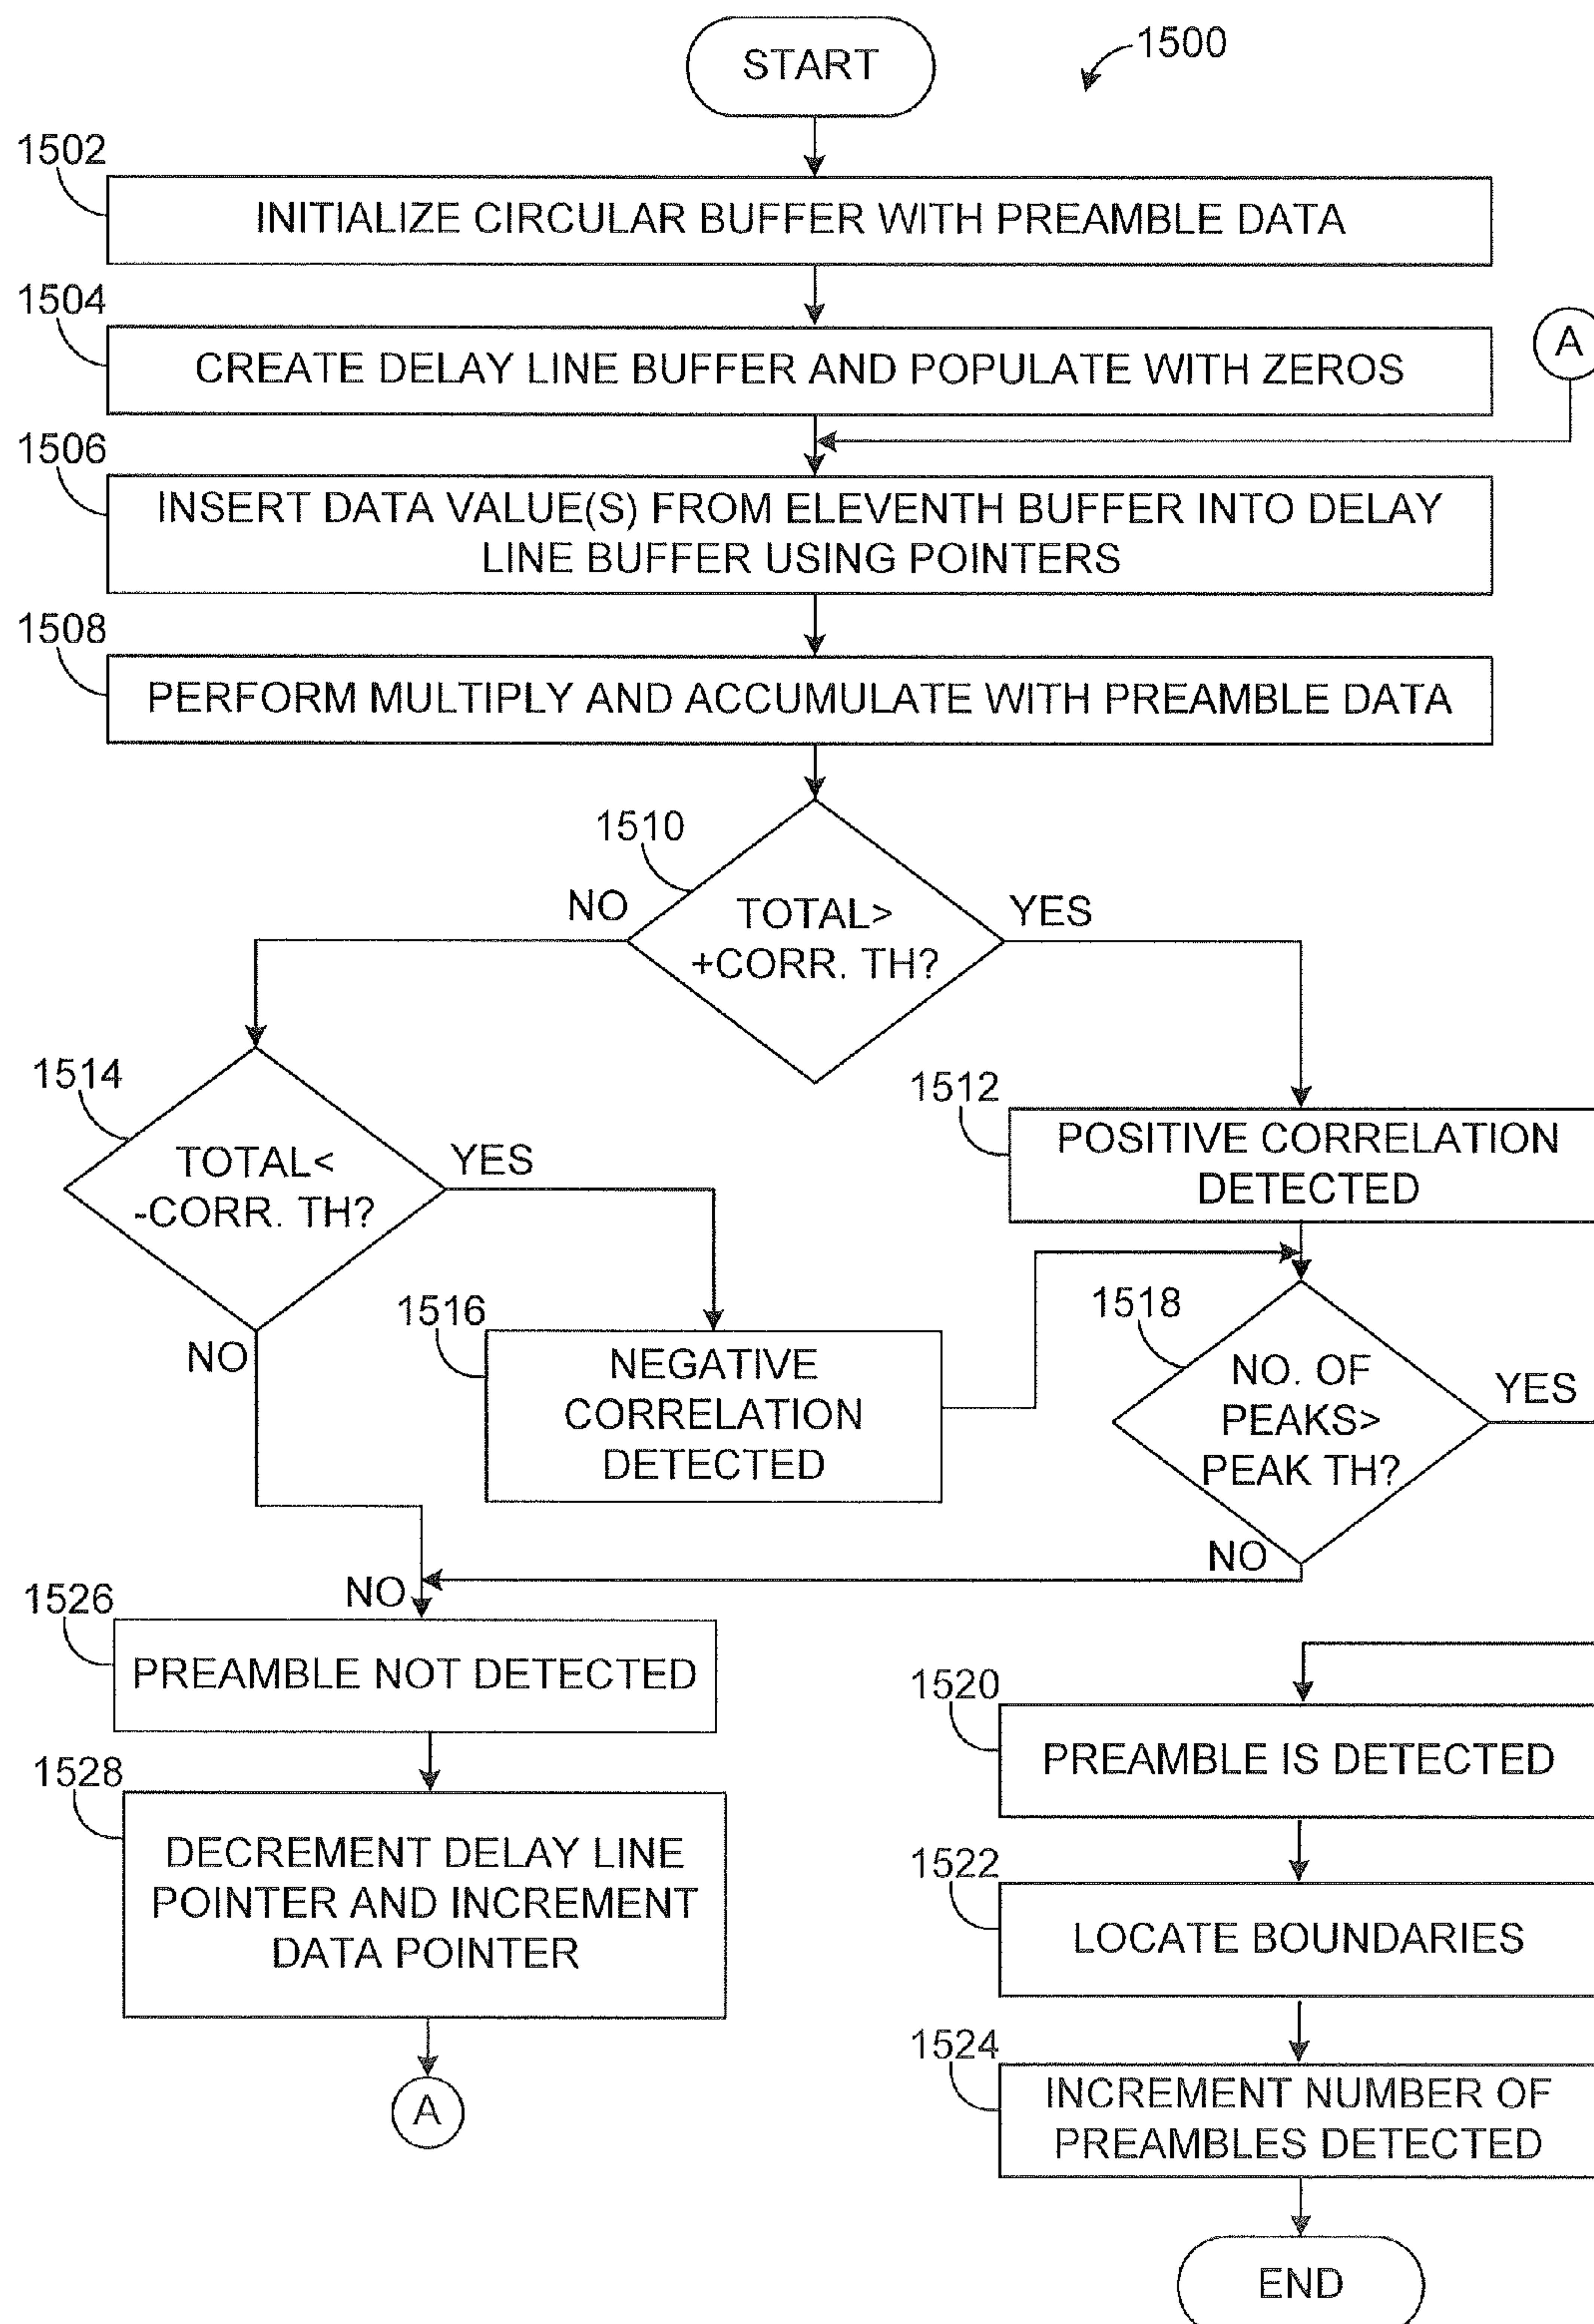 START
1500
1502
INITIALIZE CIRCULAR BUFFER WITH PREAMBLE DATA
1504
CREATE DELAY LINE BUFFER AND POPULATE WITH ZEROS
A
1506
INSERT DATA VALUE(S) FROM ELEVENTH BUFFER INTO DELAY
LINE BUFFER USING POINTERS
1508
PERFORM MULTIPLY AND ACCUMULATE WITH PREAMBLE DATA
1510
NO
TOTAL>
+CORR. TH?
YES
1514
TOTAL<
-CORR. TH?
YES
NO
1512
POSITIVE CORRELATION
DETECTED
1516
NEGATIVE
CORRELATION
DETECTED
1518
NO. OF
PEAKS>
PEAK TH?
YES
NO
NO
1526
PREAMBLE NOT DETECTED
1528
DECREMENT DELAY LINE
POINTER AND INCREMENT
DATA POINTER
A
1520
PREAMBLE IS DETECTED
1522
LOCATE BOUNDARIES
1524
INCREMENT NUMBER OF
PREAMBLES DETECTED
END